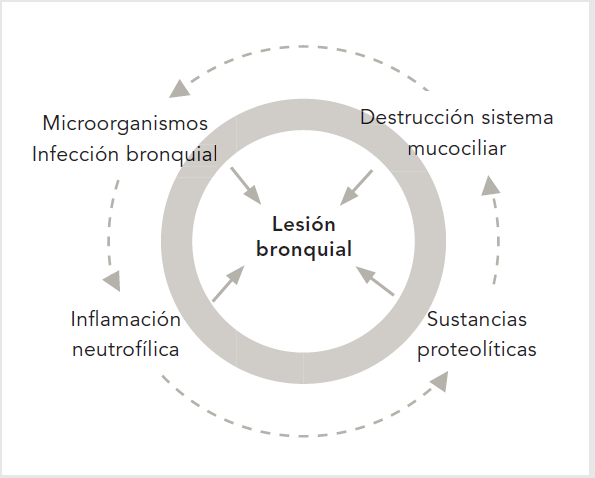 Microorganismos
Infección bronquial
Destrucción sistema
mucociliar
Lesión
bronquial
Inflamación
neutrofílica
Sustancias
proteolíticas